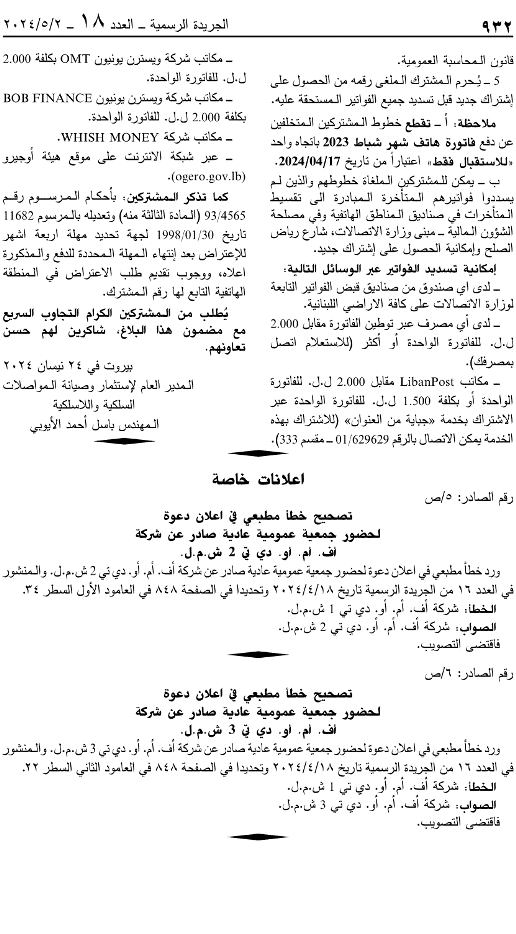 ٩٣٢
الجريدة الرسمية ــ العدد ١٨ ــ ٢٠٢٤/٥/٢
قانون المحاسبة العمومية.
5 ــ يُحرم المشترك الملغى رقمه من الحصول على
إشتراك جديد قبل تسديد جميع الفواتير المستحقة عليه.
ملاحظة: أ ــ تقطع خطوط المشتركين المتخلفين
عن دفع فاتورة هاتف شهر شباط 2023 باتجاه واحد
«للاستقبال فقط» اعتباراً من تاريخ 2024/04/17.
ب ــ يمكن للمشتركين الملغاة خطوطهم والذين لم
يسددوا فواتيرهم المتأخرة المبادرة الى تقسيط
المتأخرات في صناديق المناطق الهاتفية وفي مصلحة
الشؤون المالية ــ مبنى وزارة الاتصالات، شارع رياض
الصلح وإمكانية الحصول على إشتراك جديد.
إمكانية تسديد الفواتير عبر الوسائل التالية:
ــ لدى أي صندوق من صناديق قبض الفواتير التابعة
لوزارة الاتصالات على كافة الاراضي اللبنانية.
ــ لدى أي مصرف عبر توطين الفاتورة مقابل 2.000
ل.ل. للفاتورة الواحدة أو أكثر (للاستعلام اتصل
بمصرفك).
ــ مكاتب LibanPost مقابل 2.000 ل.ل. للفاتورة
الواحدة أو بكلفة 1.500 ل.ل. للفاتورة الواحدة عبر
الاشتراك بخدمة «جباية من العنوان» (للاشتراك بهذه
الخدمة يمكن الاتصال بالرقم 01/629629 ــ مقسم 333).
ــ مكاتب شركة ويسترن يونيون OMT بكلفة 2.000
ل.ل. للفاتورة الواحدة.
ــ مكاتب شركة ويسترن يونيون BOB FINANCE
بكلفة 2.000 ل.ل. للفاتورة الواحدة.
ــ مكاتب شركة WHISH MONEY.
ــ عبر شبكة الانترنت على موقع هيئة أوجيرو
(ogero.gov.lb).
كما تذكر المشتركين: بأحكام المرسوم رقم
93/4565 (المادة الثالثة منه) وتعديله بالمرسوم 11682
تاريخ 1998/01/30 لجهة تحديد مهلة اربعة اشهر
للإعتراض بعد إنتهاء المهلة المحددة للدفع والمذكورة
اعلاه، ووجوب تقديم طلب الاعتراض في المنطقة
الهاتفية التابع لها رقم المشترك.
يُطلب من المشتركين الكرام التجاوب السريع
مع مضمون هذا البلاغ، شاكرين لهم حسن
تعاونهم.
بيروت في ٢٤ نيسان ٢٠٢٤
المدير العام لإستثمار وصيانة المواصلات
السلكية واللاسلكية
المهندس باسل أحمد الأيوبي
اعلانات خاصة
رقم الصادر: ٥/ص
تصحيح خطأ مطبعي في اعلان دعوة
لحضور جمعية عمومية عادية صادر عن شركة
أف. أم. أو. دي تي 2 ش.م.ل.
ورد خطأ مطبعي في اعلان دعوة لحضور جمعية عمومية عادية صادر عن شركة أف. أم. أو. دي تي 2 ش.م.ل. والمنشور
في العدد ١٦ من الجريدة الرسمية تاريخ ٢٠٢٤/٤/١٨ وتحديدا في الصفحة ٨٤٨ في العامود الأول السطر ٣٤.
الخطأ: شركة أف. أم. أو. دي تي 1 ش.م.ل.
الصواب: شركة أف. أم. أو. دي تي 2 ش.م.ل.
فاقتضى التصويب.
رقم الصادر: ٦/ص
تصحيح خطأ مطبعي في اعلان دعوة
لحضور جمعية عمومية عادية صادر عن شركة
أف. أم. أو. دي تي 3 ش.م.ل.
ورد خطأ مطبعي في اعلان دعوة لحضور جمعية عمومية عادية صادر عن شركة أف. أم. أو. دي تي 3 ش.م.ل. والمنشور
في العدد ١٦ من الجريدة الرسمية تاريخ ٢٠٢٤/٤/١٨ وتحديدا في الصفحة ٨٤٨ في العامود الثاني السطر ٢٢.
الخطأ: شركة أف. أم. أو. دي تي 1 ش.م.ل.
الصواب: شركة أف. أم. أو. دي تي 3 ش.م.ل.
فاقتضى التصويب.